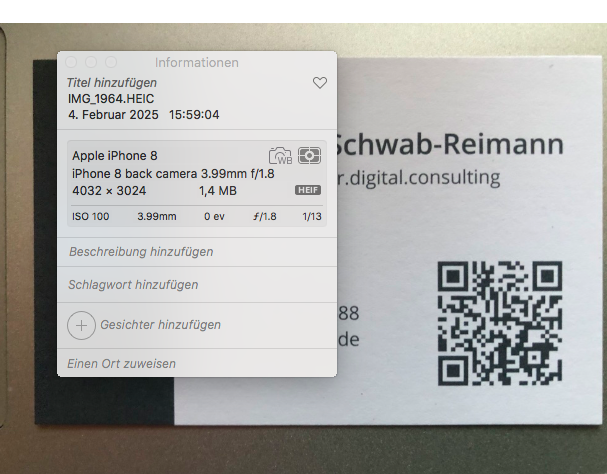 Informationen
Titel hinzufügen
IMG_1964.HEIC
4. Februar 2025 15:59:04
Apple iPhone 8
WB
iPhone 8 back camera 3.99mm f/1.8
4032 × 3024 1,4 MB HEIF
ISO 100 3.99mm 0 ev ƒ/1.8 1/13
Beschreibung hinzufügen
Schlagwort hinzufügen
Gesichter hinzufügen
Einen Ort zuweisen
Schwab-Reimann
r.digital.consulting
88
de